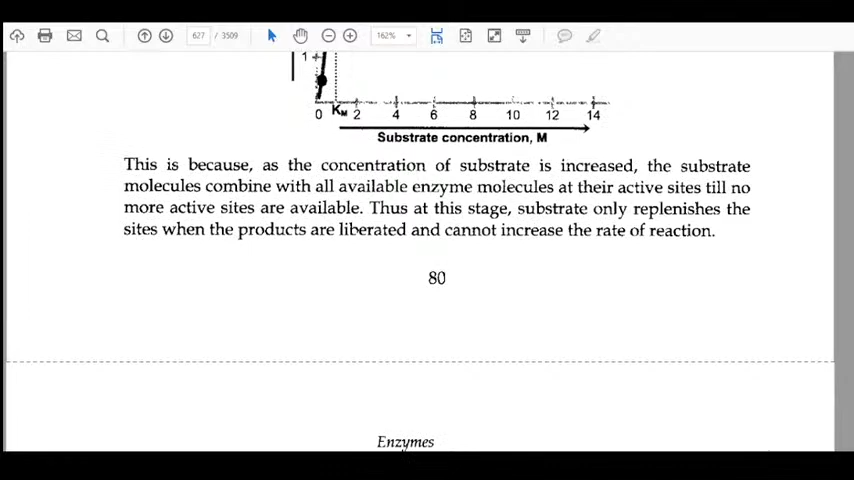 627 / 3509
162%
1
0 KM 2 4 6 8 10 12 14
Substrate concentration, M
This is because, as the concentration of substrate is increased, the substrate
molecules combine with all available enzyme molecules at their active sites till no
more active sites are available. Thus at this stage, substrate only replenishes the
sites when the products are liberated and cannot increase the rate of reaction.
80
Enzymes